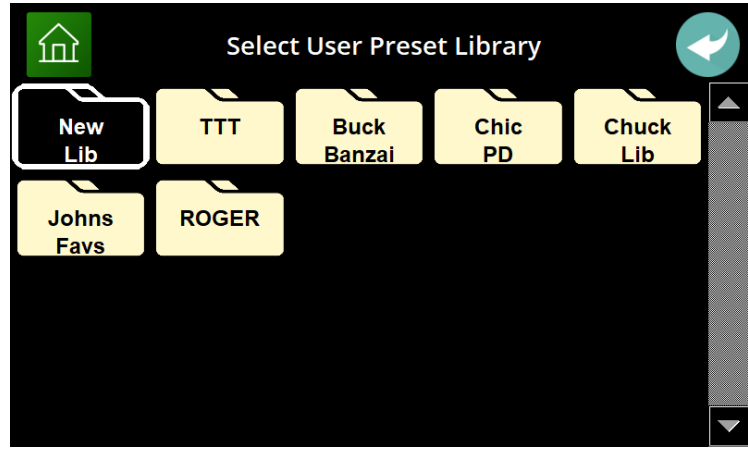 Select User Preset Library
New
Lib
TTT
Buck
Banzai
Chic
PD
Chuck
Lib
Johns
Favs
ROGER